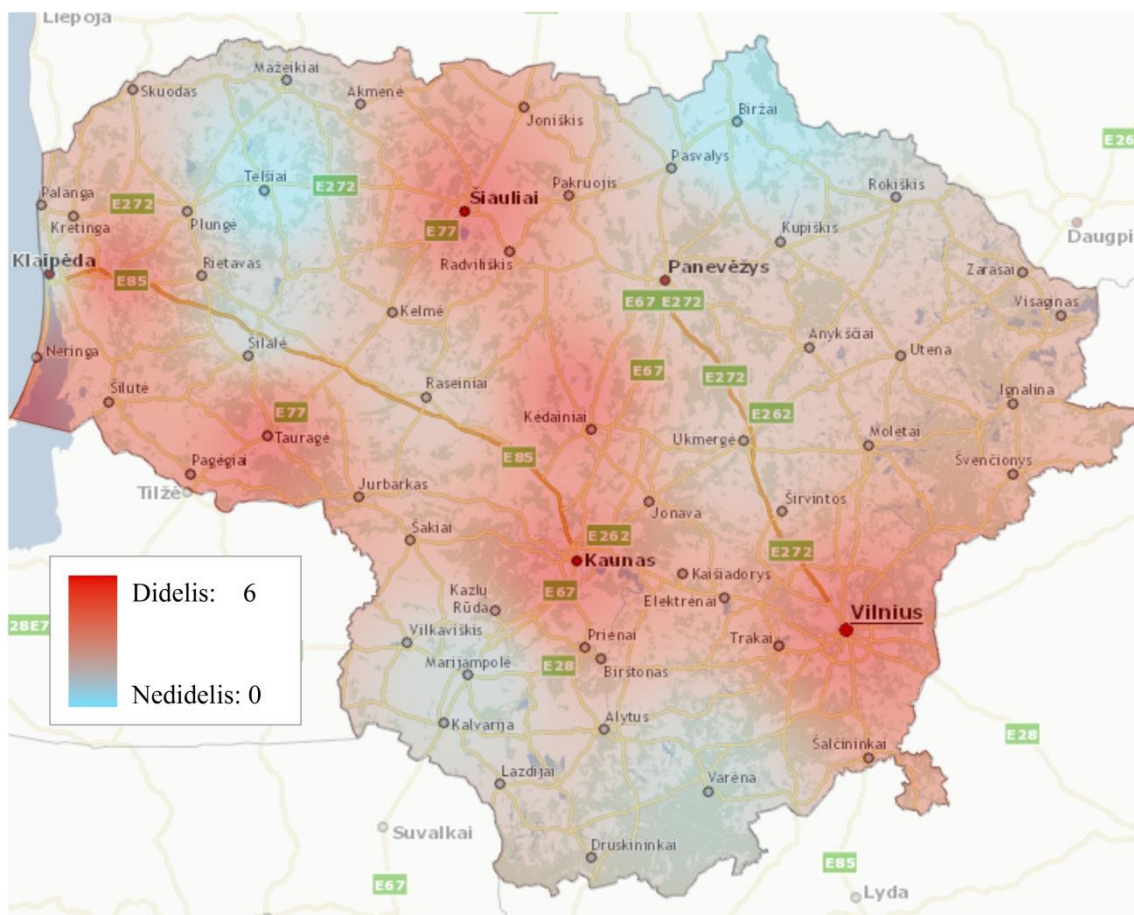 Liepoja
Mažeikiai
Skuodas
Akmenė
Joniškis
Biržai
E26
Pasvalys
Telšiai
E272
Pakruojis
Rokiškis
Palanga
E272
Šiauliai
Kretinga
Plungė
E77
Kupiškis
Daugpi
Klaipėda
Radviliškis
Panevėžys
Zarasai
E85
Rietavas
E67 E272
Visaginas
Kelmė
Anykščiai
Neringa
Šilalė
Utena
E67
E272
Šilutė
Raseiniai
Ignalina
E77
Kėdainiai
E262
Tauragė
Ukmergė
Molėtai
Pagėgiai
E85
Švenčionys
Tilžė
Jurbarkas
Jonava
Širvintos
Šakiai
E262
E272
Kaunas
Kaišiadorys
Didelis: 6
Kazlų
Rūda
E67
Elektrėnai
Vilnius
28E7
Vilkaviškis
Prienai
Trakai
Marijampolė
E28
Birštonas
Nedidelis: 0
Kalvarija
Alytus
E28
Šalčininkai
Lazdijai
Varėna
Suvalkai
Druskininkai
E85
E67
Lyda